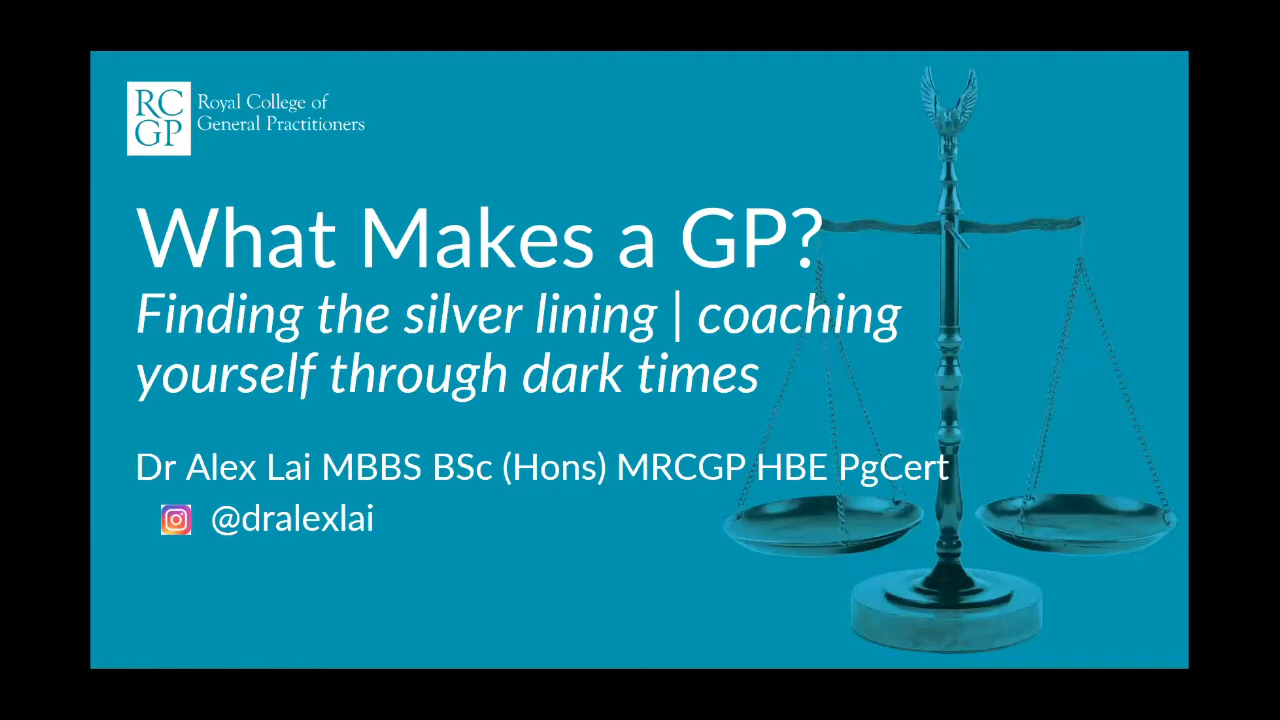 RC
GP
Royal College of
General Practitioners
What Makes a GP?
Finding the silver lining | coaching
yourself through dark times
Dr Alex Lai MBBS BSc (Hons) MRCGP HBE PgCert
@dralexlai